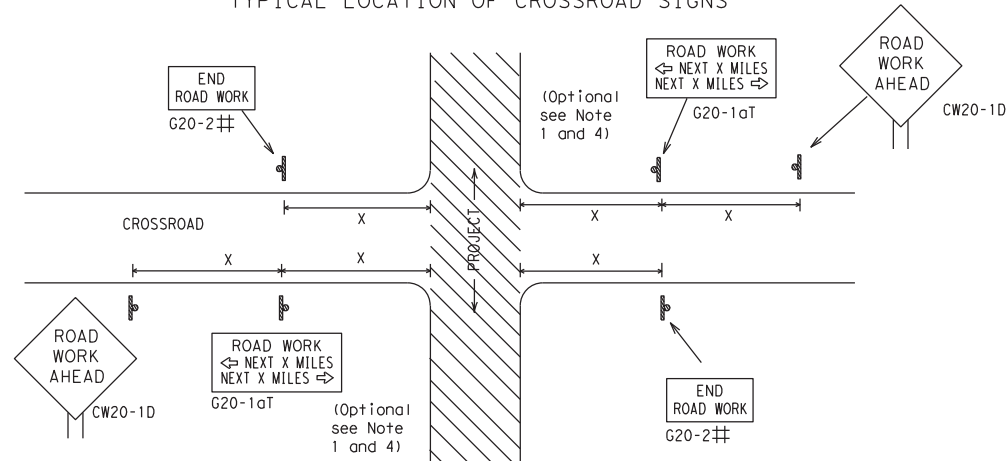 TYPICAL LOCATION OF CROSSROAD SIGNS
END
ROAD WORK
G20-2#
(Optional
see Note
1 and 4)
ROAD WORK
⇦ NEXT X MILES
NEXT X MILES ⇨
G20-1aT
ROAD
WORK
AHEAD
CW20-1D
X
X
X
CROSSROAD
PROJECT
X
X
X
ROAD
WORK
AHEAD
CW20-1D
ROAD WORK
⇦ NEXT X MILES
NEXT X MILES ⇨
G20-1aT
(Optional
see Note
1 and 4)
END
ROAD WORK
G20-2#